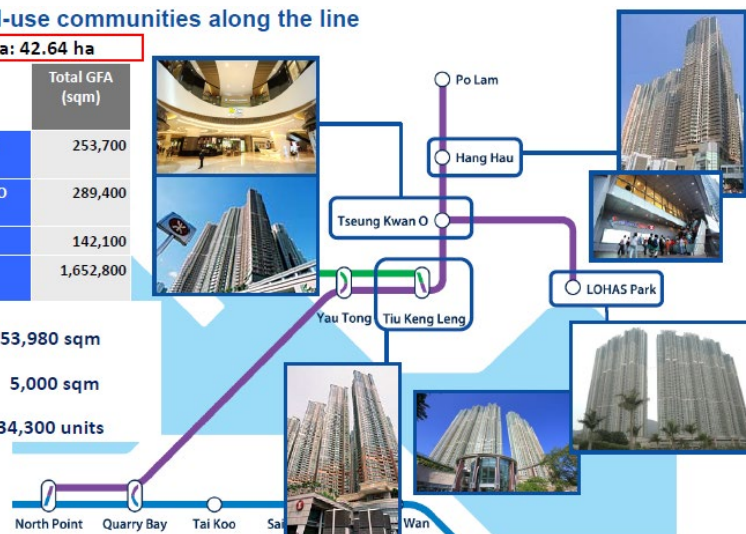 -use communities along the line
a: 42.64 ha
Total GFA
(sqm)
253,700
O
289,400
142,100
1,652,800
53,980 sqm
5,000 sqm
34,300 units
Po Lam
Hang Hau
Tseung Kwan O
LOHAS Park
Yau Tong
Tiu Keng Leng
North Point
Quarry Bay
Tai Koo
Sai
Wan